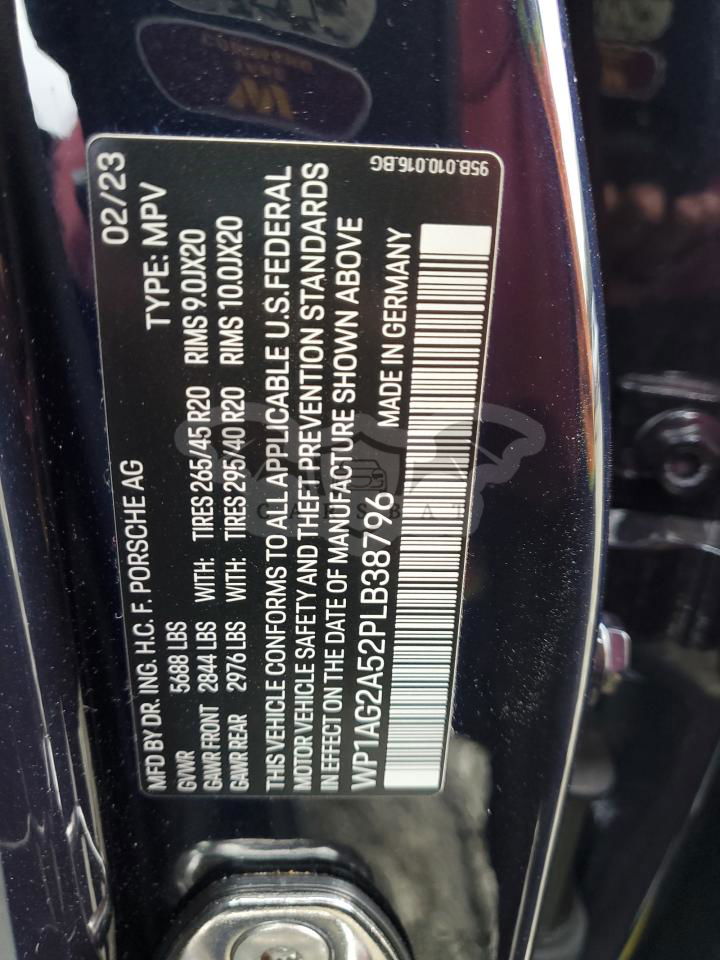 MFD BY DR. ING. H.C. F. PORSCHE AG 02/23
GVWR 5688 LBS TYPE: MPV
GAWR FRONT 2844 LBS WITH: TIRES 265/45 R20 RIMS 9.0JX20
GAWR REAR 2976 LBS WITH: TIRES 295/40 R20 RIMS 10.0JX20
THIS VEHICLE CONFORMS TO ALL APPLICABLE U.S. FEDERAL
MOTOR VEHICLE SAFETY AND THEFT PREVENTION STANDARDS
IN EFFECT ON THE DATE OF MANUFACTURE SHOWN ABOVE
WP1AG2A52PLB38796 MADE IN GERMANY
95B.010.016.BG
CARSBAT